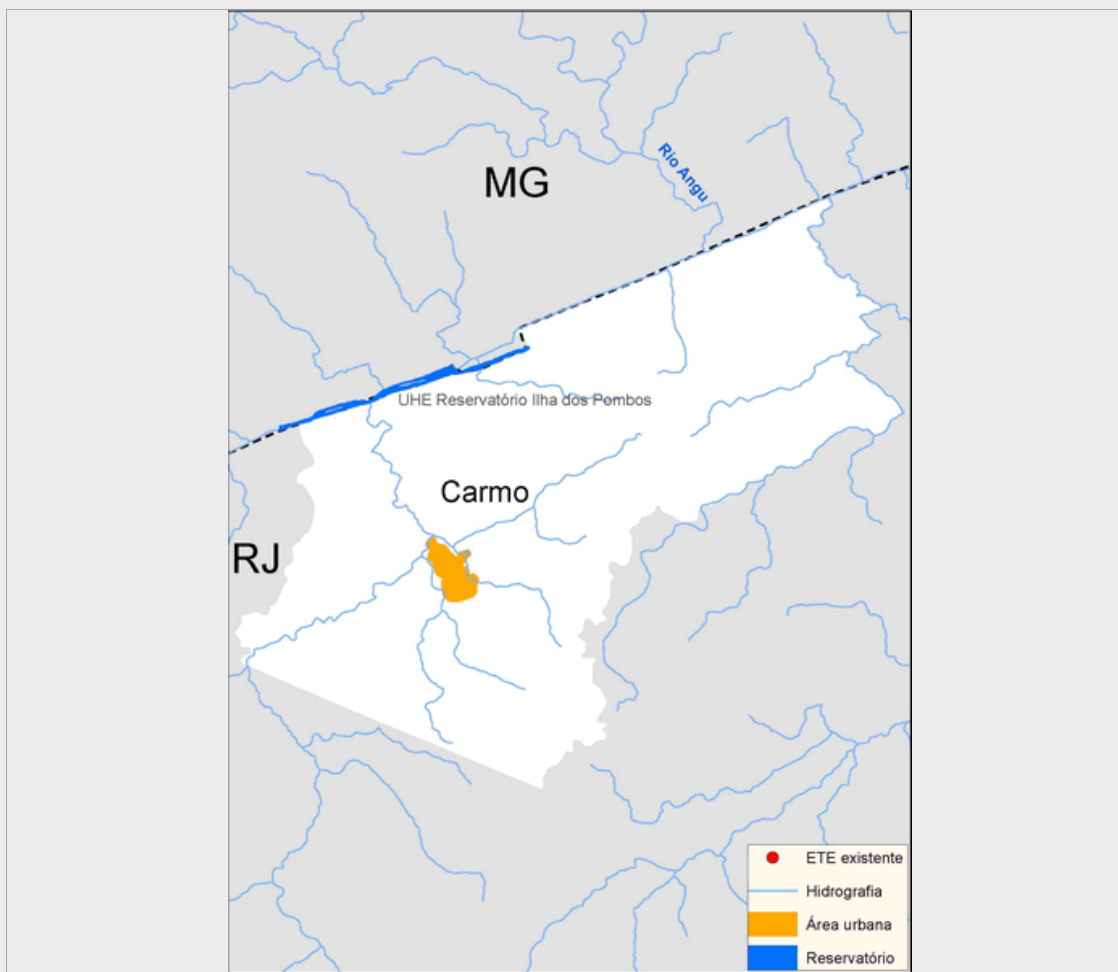 MG
Rio Angu
UHE Reservatório Ilha dos Pombos
Carmo
RJ
ETE existente
Hidrografia
Área urbana
Reservatório